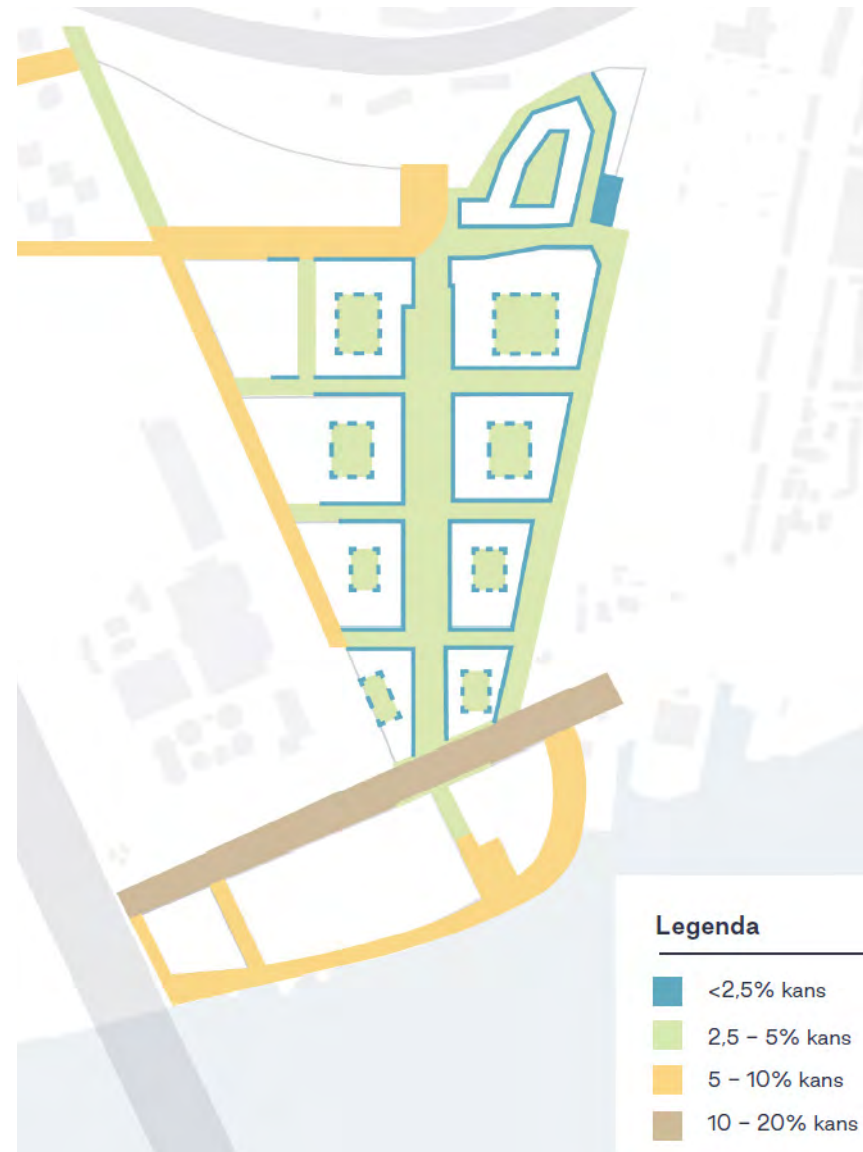 Legenda
<2,5% kans
2,5 – 5% kans
5 – 10% kans
10 – 20% kans